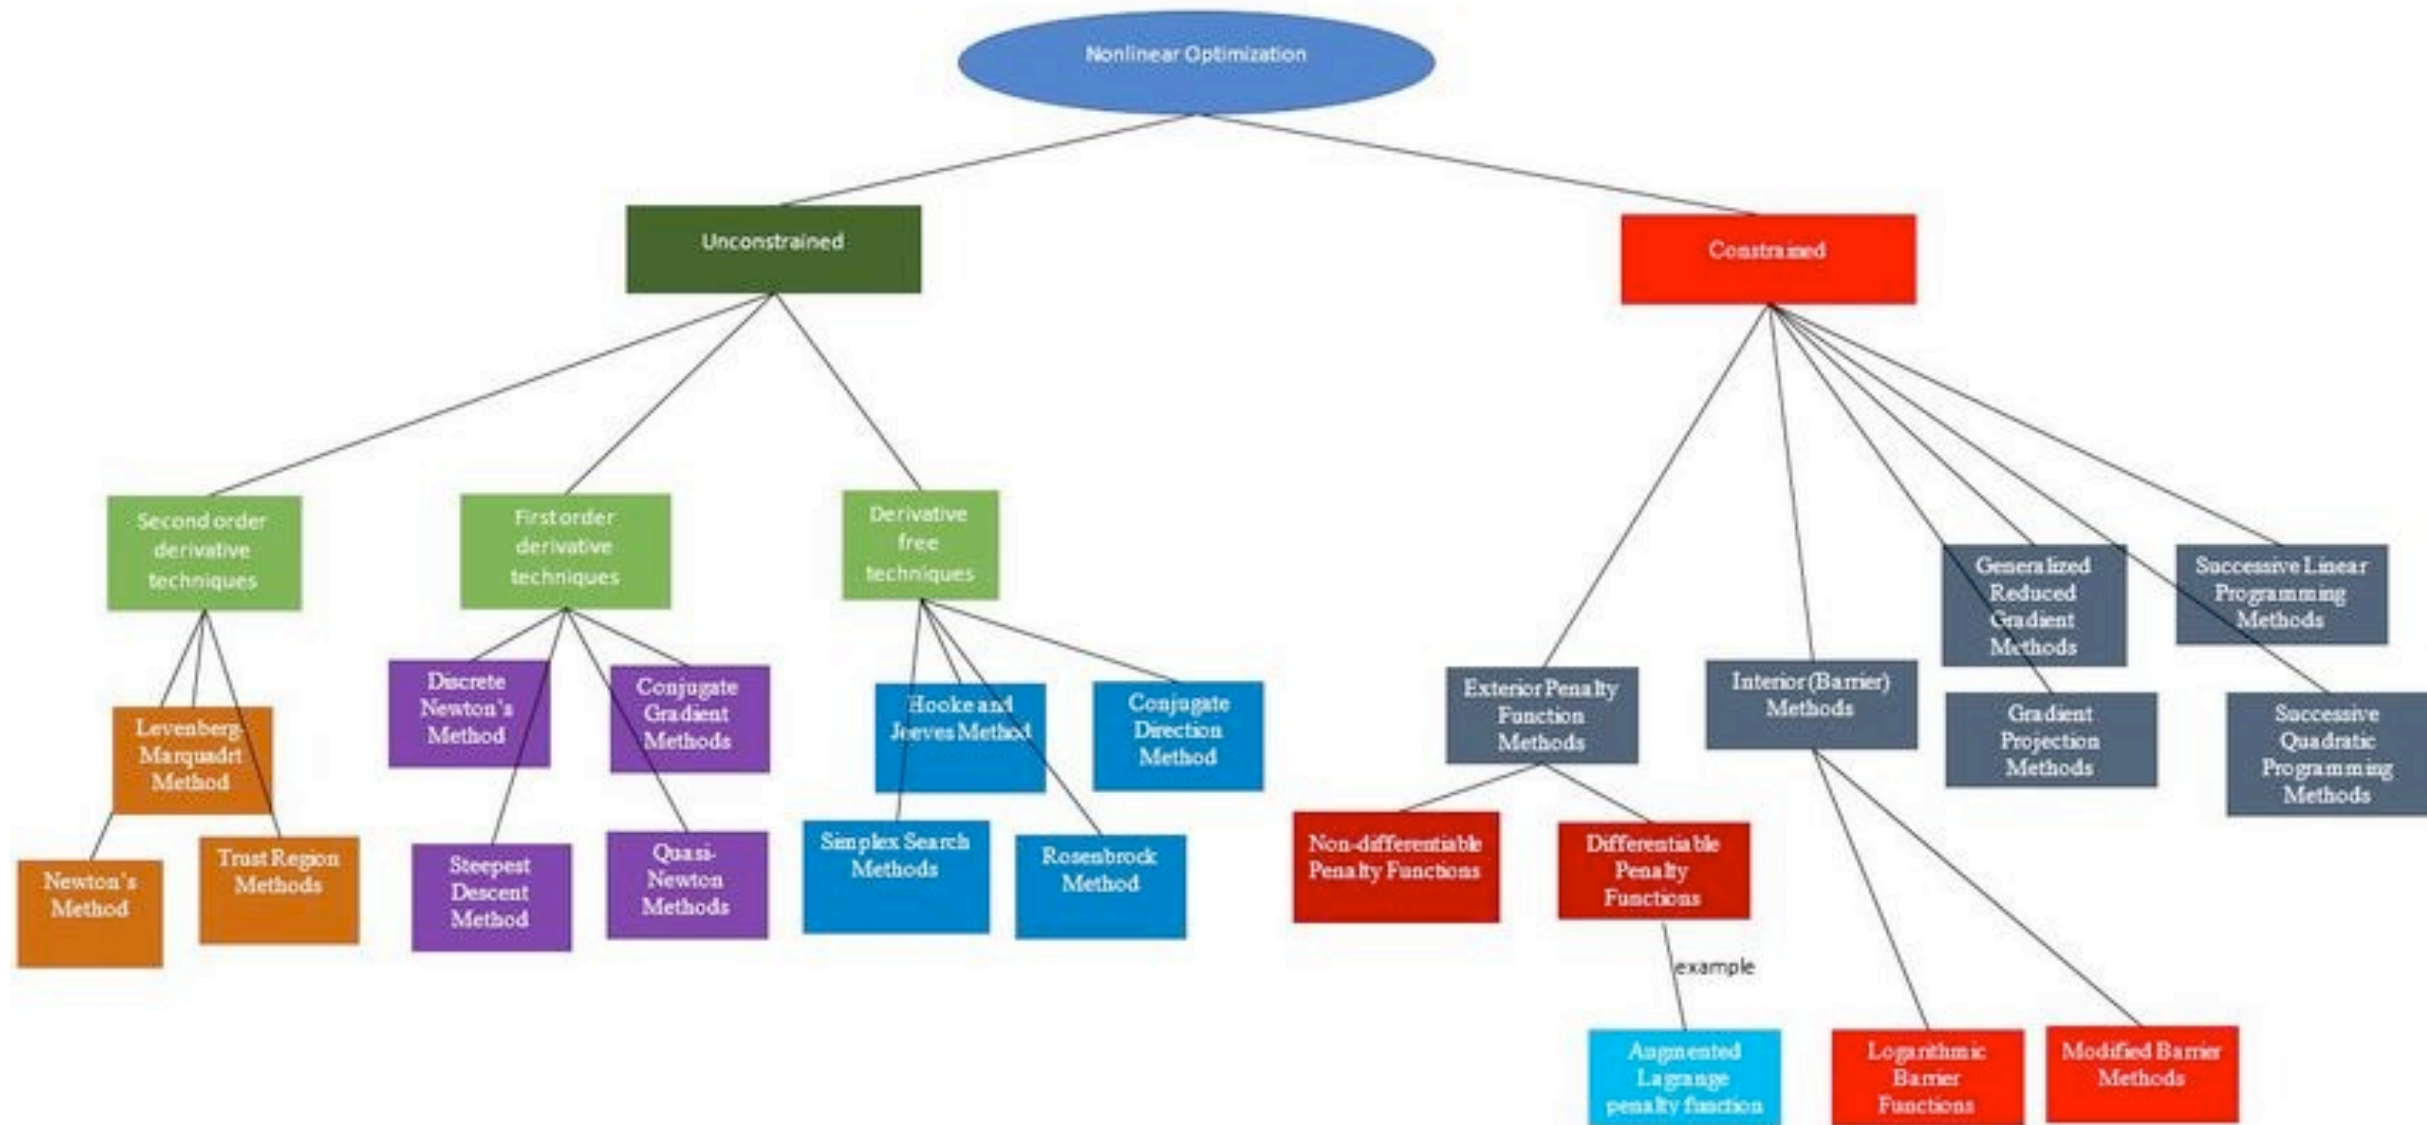 Nonlinear Optimization
Unconstrained
Constrained
Second order
derivative
techniques
First order
derivative
techniques
Derivative
free
techniques
Generalized
Reduced
Gradient
Methods
Successive Linear
Programming
Methods
Discrete
Newton's
Method
Conjugate
Gradient
Methods
Hooke and
Jeeves Method
Conjugate
Direction
Method
Exterior Penalty
Function
Methods
Interior (Barrier)
Methods
Gradient
Projection
Methods
Successive
Quadratic
Programming
Methods
Levenberg-
Marquadrt
Method
Newton's
Method
Trust Region
Methods
Steepest
Descent
Method
Quasi-
Newton
Methods
Simplex Search
Methods
Rosenbrock
Method
Non-differentiable
Penalty Functions
Differentiable
Penalty
Functions
example
Augmented
Lagrange
penalty function
Logarithmic
Barrier
Functions
Modified Barrier
Methods